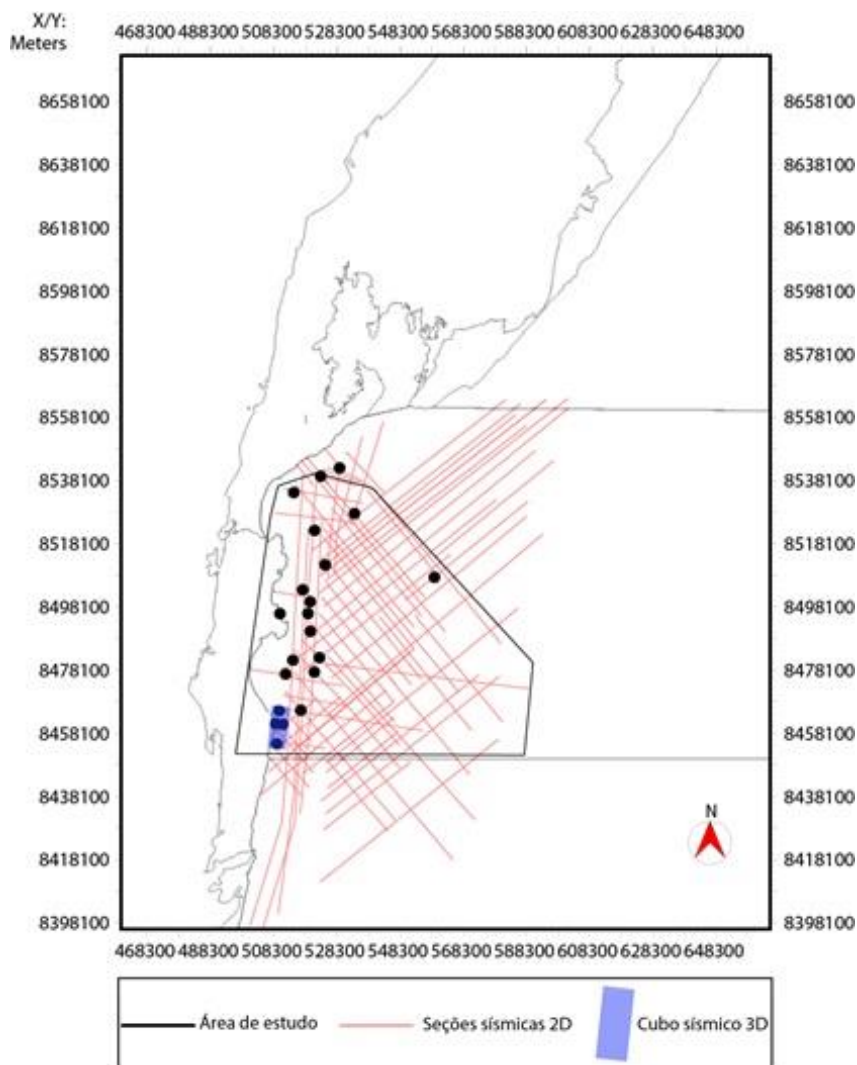 X/Y:
Meters
468300 488300 508300 528300 548300 568300 588300 608300 628300 648300
8658100 8658100
8638100 8638100
8618100 8618100
8598100 8598100
8578100 8578100
8558100 8558100
8538100 8538100
8518100 8518100
8498100 8498100
8478100 8478100
8458100 8458100
8438100 8438100
N
8418100 8418100
8398100 8398100
468300 488300 508300 528300 548300 568300 588300 608300 628300 648300
Área de estudo Seções sísmicas 2D Cubo sísmico 3D